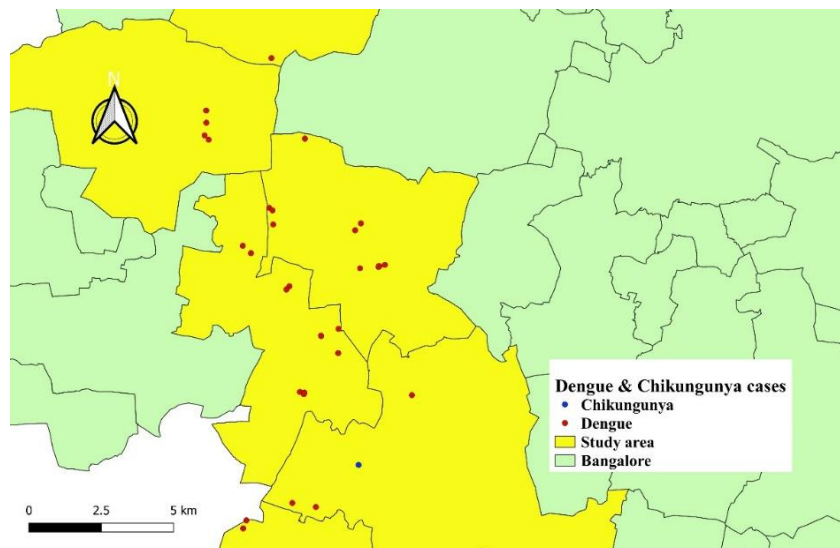 N
Dengue & Chikungunya cases
Chikungunya
Dengue
Study area
Bangalore
0 2.5 5 km